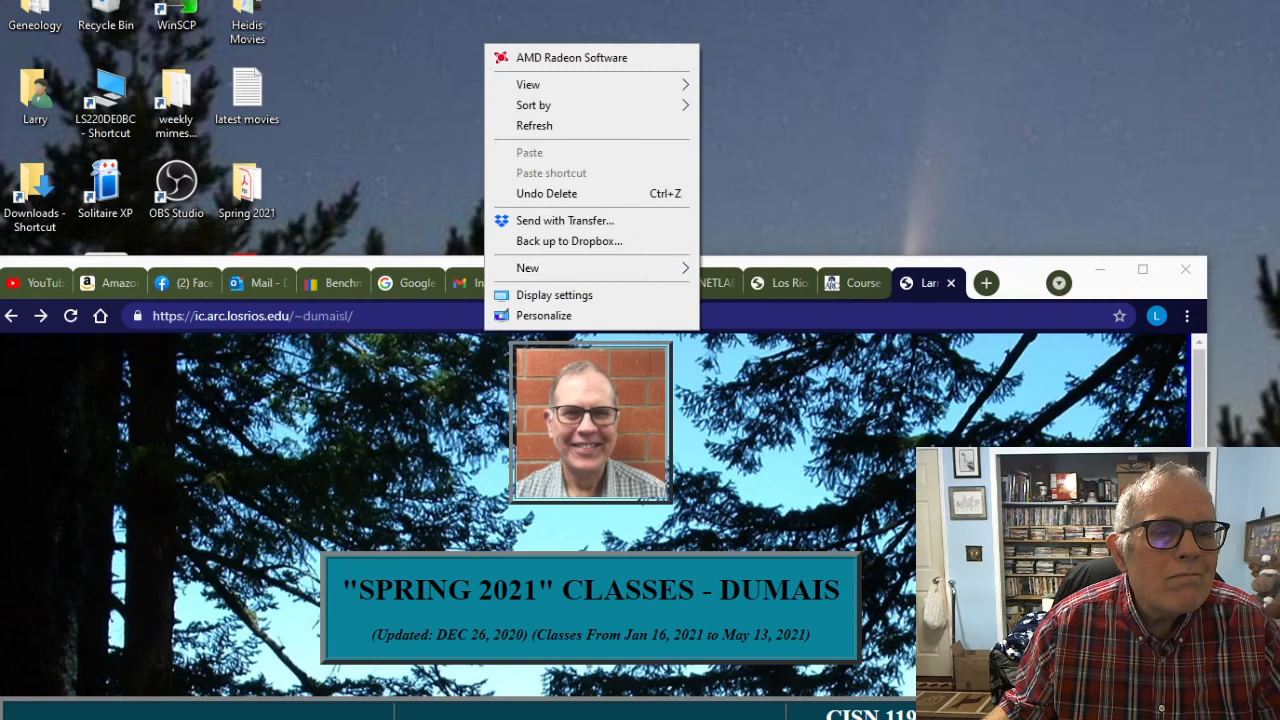 Geneology
Recycle Bin
WinSCP
Heidis
Movies
Larry
LS220DE0BC
- Shortcut
weekly
mimes...
latest movies
Downloads -
Shortcut
Solitaire XP
OBS Studio
Spring 2021
AMD Radeon Software
View
Sort by
Refresh
Paste
Paste shortcut
Undo Delete Ctrl+Z
Send with Transfer...
Back up to Dropbox...
New
Display settings
Personalize
YouTub
Amazo
(2) Face
Mail - D
Benchn
Google
In
NETLAB
Los Rio
Course
Larr
https://ic.arc.losrios.edu/~dumaisl/
L
"SPRING 2021" CLASSES - DUMAIS
(Updated: DEC 26, 2020) (Classes From Jan 16, 2021 to May 13, 2021)
CISN 119